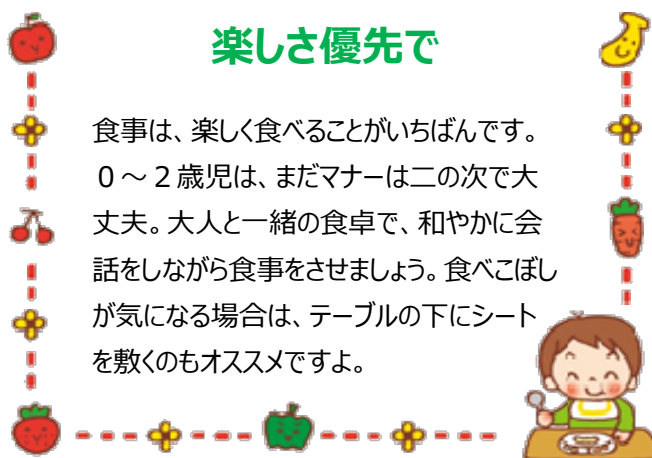 楽しさ優先で
食事は、楽しく食べることがいちばんです。
０～２歳児は、まだマナーは二の次で大
丈夫。大人と一緒の食卓で、和やかに会
話をしながら食事をさせましょう。食べこぼし
が気になる場合は、テーブルの下にシート
を敷くのもオススメですよ。